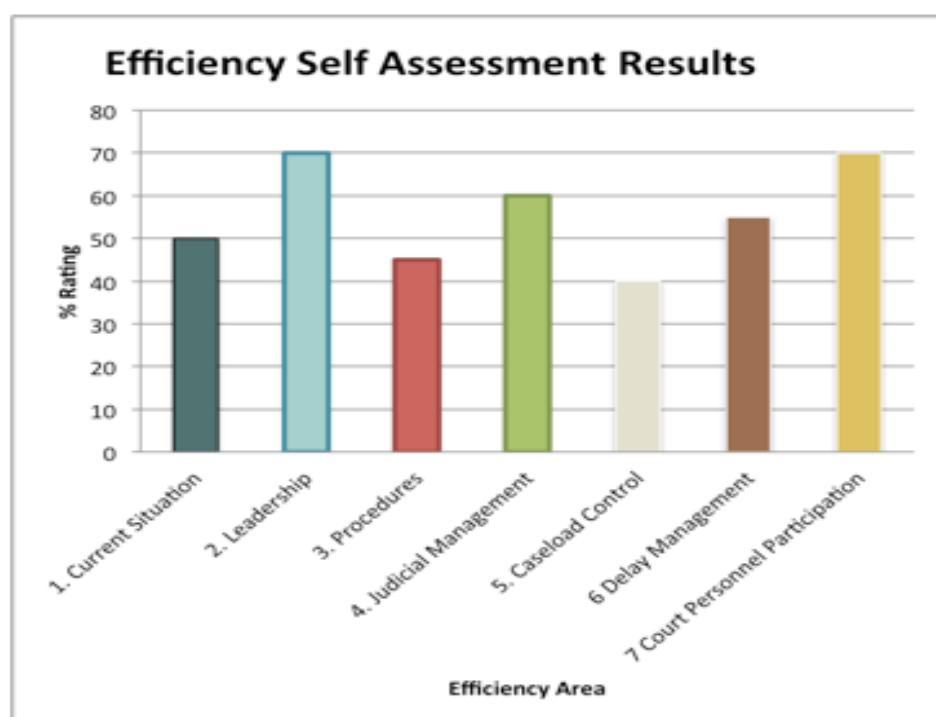 Efficiency Self Assessment Results
80
70
60
50
40
30
20
10
0
% Rating
1. Current Situation
2. Leadership
3. Procedures
4. Judicial Management
5. Caseload Control
6 Delay Management
7 Court Personnel Participation
Efficiency Area